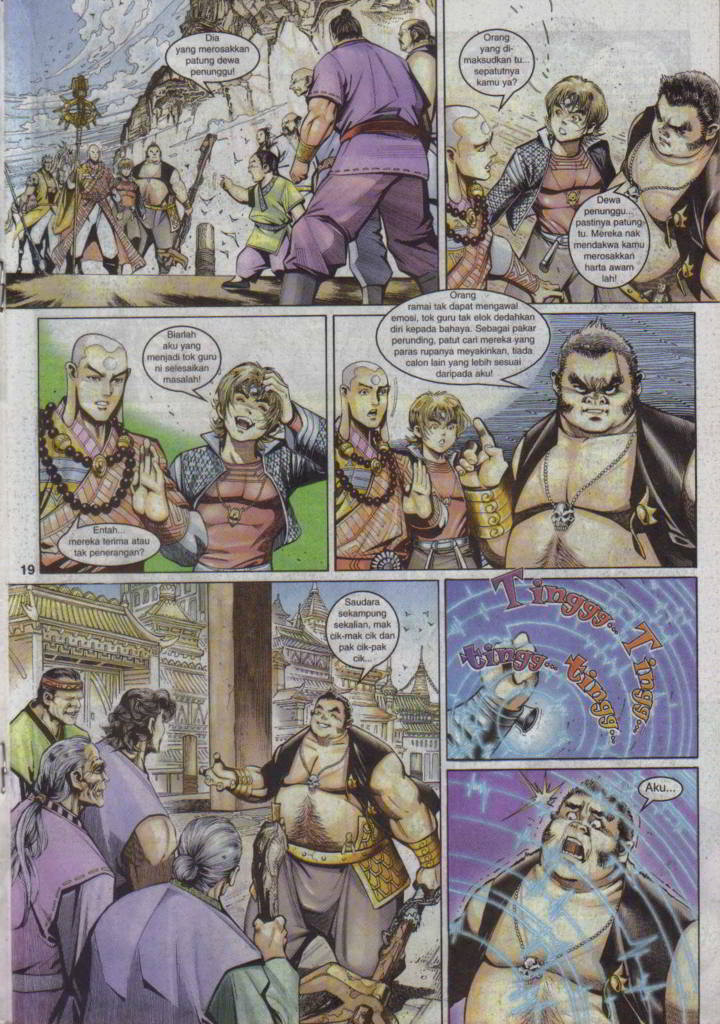 Dia
yang merosakkan
patung dewa
penunggu!
Orang
yang di-
maksudkan tu...
sepatutnya
kamu ya?
Dewa
penunggu...
pastinya patung
tu. Mereka nak
mendakwa kamu
merosakkan
harta awam
lah!
Biarlah
aku yang
menjadi tok guru
ni selesaikan
masalah!
Entah...
mereka terima atau
tak penerangan?
Orang
ramai tak dapat mengawal
emosi, tok guru tak elok dedahkan
diri kepada bahaya. Sebagai pakar
perunding, patut cari mereka yang
paras rupanya meyakinkan, tiada
calon lain yang lebih sesuai
daripada aku!
19
Saudara
sekampung
sekalian, mak
cik-mak cik dan
pak cik-pak
cik...
Tinggg...
Tingg...
tingg...
tingg...
Aku...